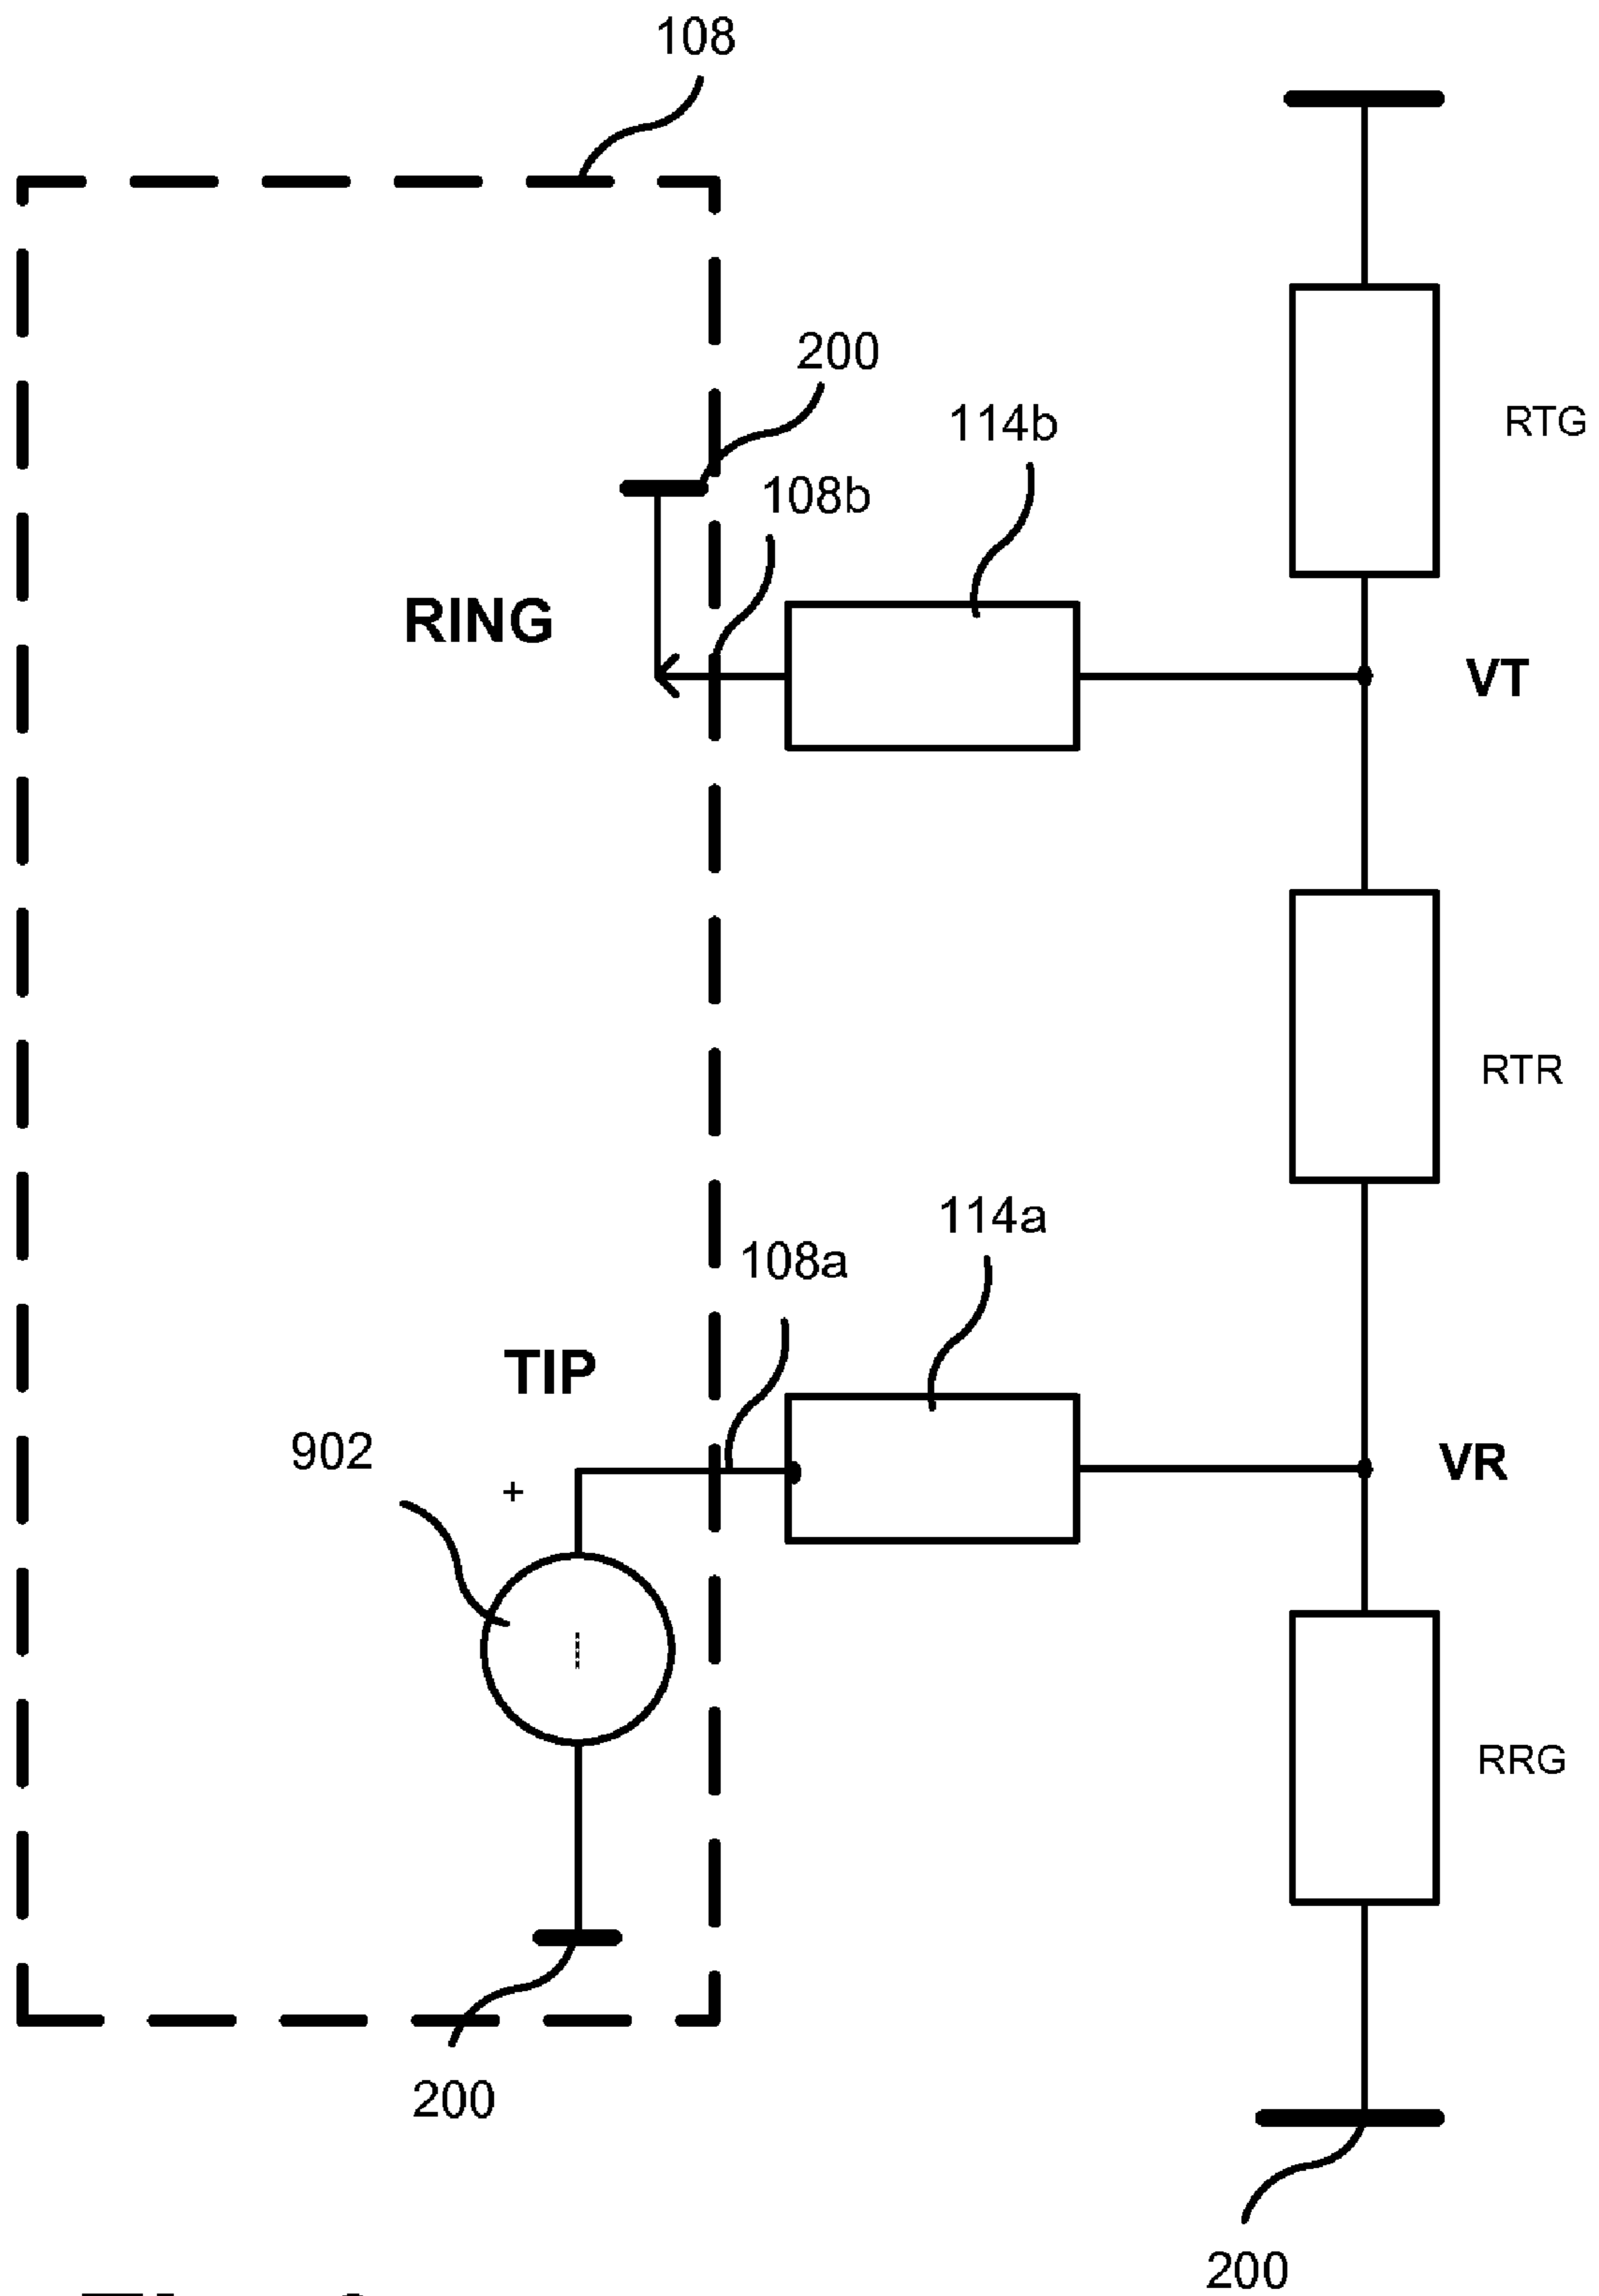 108
200
114b
RTG
108b
RING
VT
RTR
114a
108a
TIP
902
+
VR
RRG
200
200